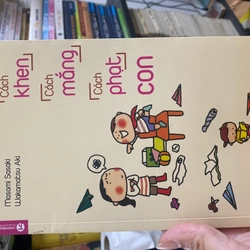 Cách
khen
Cách
mắng
Cách
phạt
con
Masami Sasaki
Wakamatsu Aki